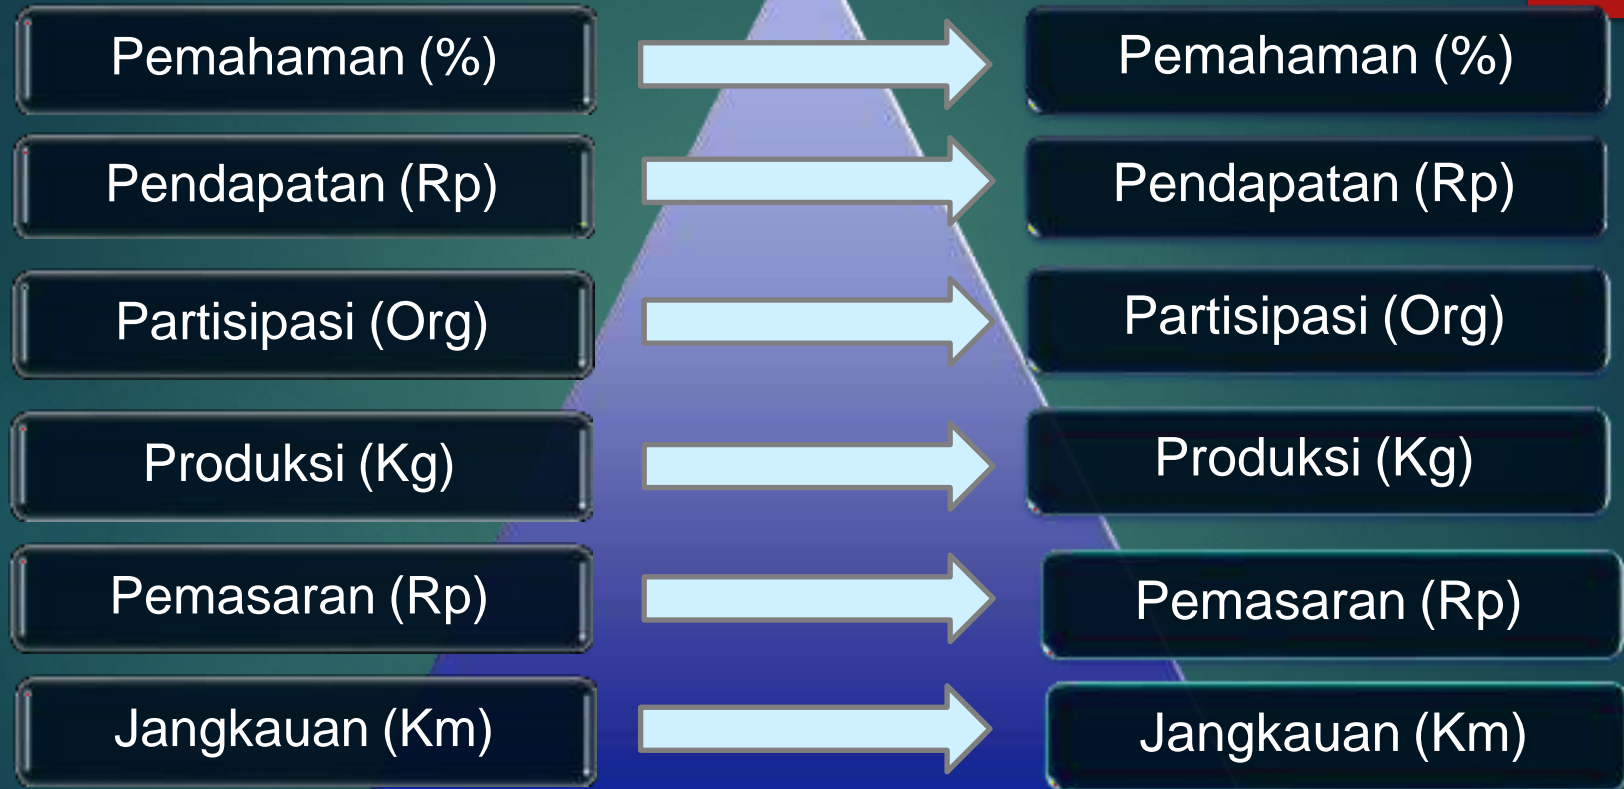 Pemahaman (%)
Pemahaman (%)
Pendapatan (Rp)
Pendapatan (Rp)
Partisipasi (Org)
Partisipasi (Org)
Produksi (Kg)
Produksi (Kg)
Pemasaran (Rp)
Pemasaran (Rp)
Jangkauan (Km)
Jangkauan (Km)